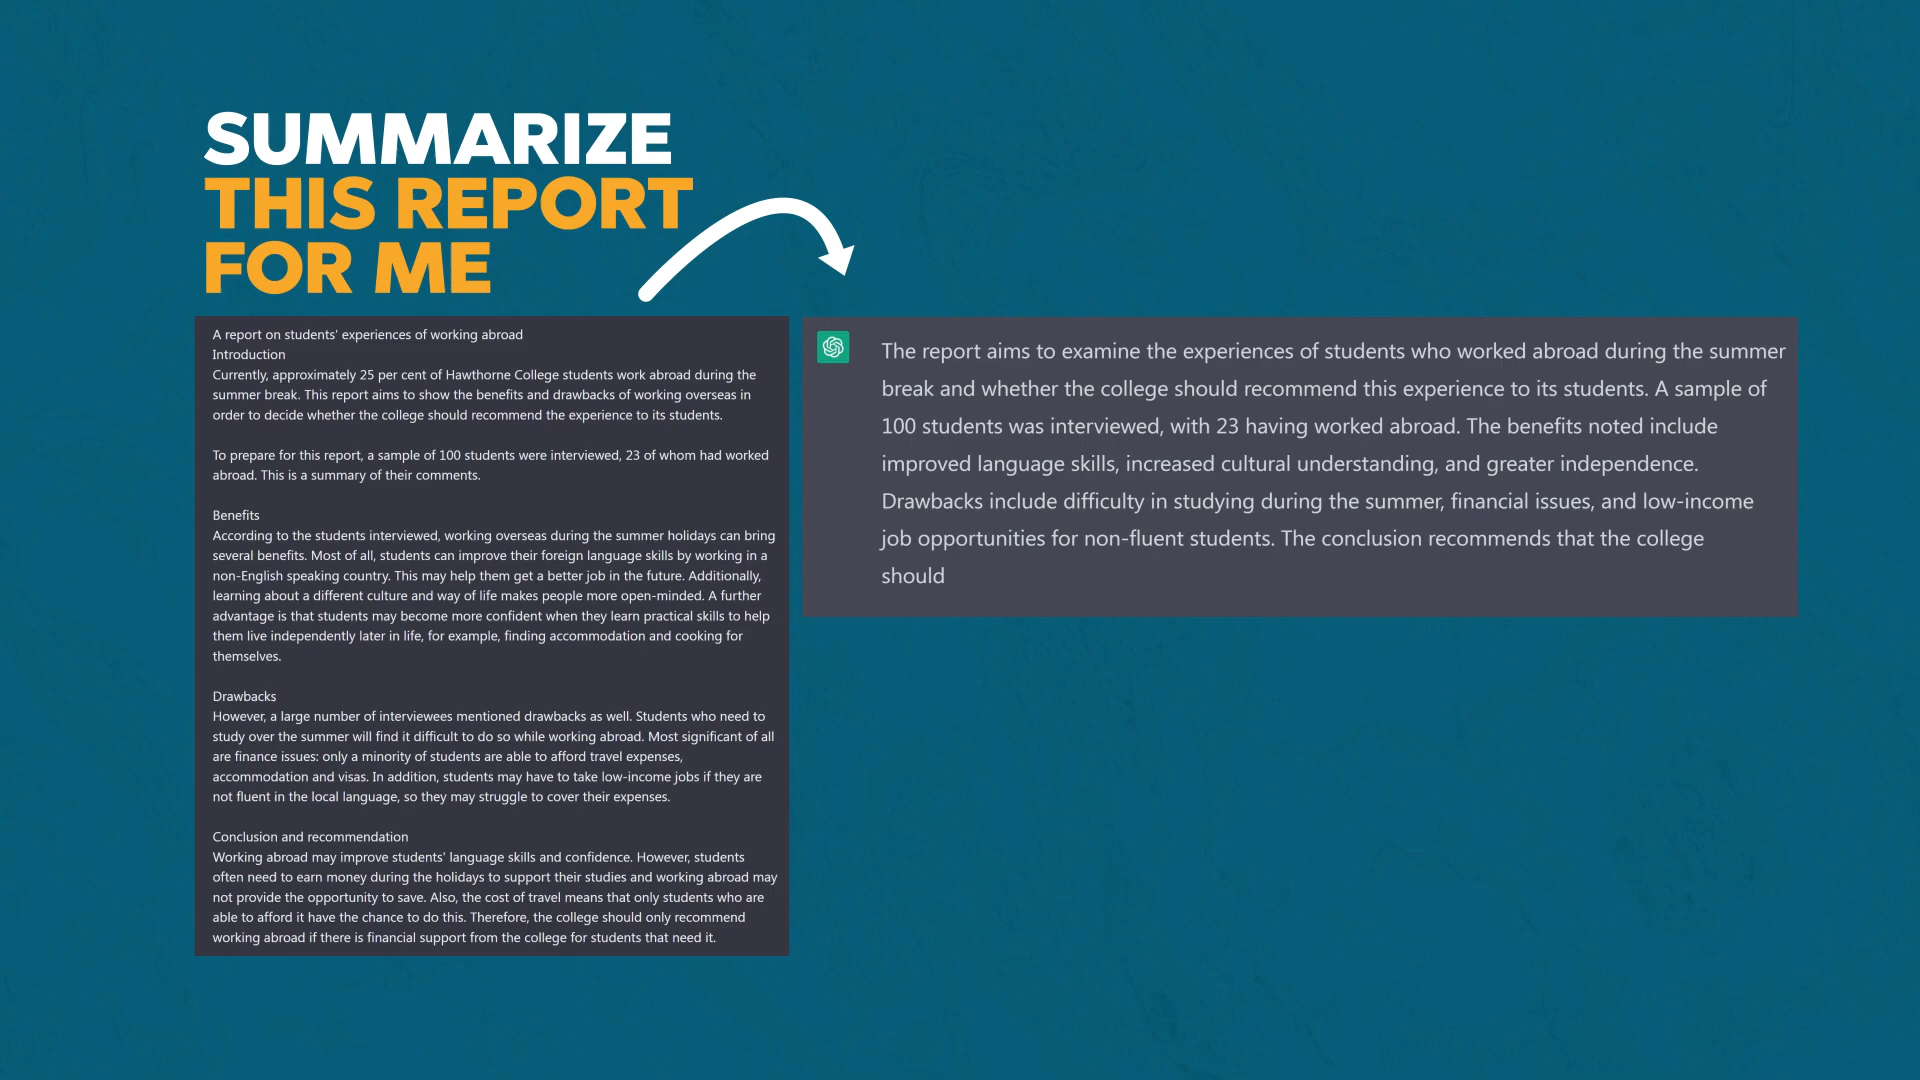 SUMMARIZE
THIS REPORT
FOR ME
A report on students' experiences of working abroad
Introduction
Currently, approximately 25 per cent of Hawthorne College students work abroad during the
summer break. This report aims to show the benefits and drawbacks of working overseas in
order to decide whether the college should recommend the experience to its students.
To prepare for this report, a sample of 100 students were interviewed, 23 of whom had worked
abroad. This is a summary of their comments.
Benefits
According to the students interviewed, working overseas during the summer holidays can bring
several benefits. Most of all, students can improve their foreign language skills by working in a
non-English speaking country. This may help them get a better job in the future. Additionally,
learning about a different culture and way of life makes people more open-minded. A further
advantage is that students may become more confident when they learn practical skills to help
them live independently later in life, for example, finding accommodation and cooking for
themselves.
Drawbacks
However, a large number of interviewees mentioned drawbacks as well. Students who need to
study over the summer will find it difficult to do so while working abroad. Most significant of all
are finance issues: only a minority of students are able to afford travel expenses,
accommodation and visas. In addition, students may have to take low-income jobs if they are
not fluent in the local language, so they may struggle to cover their expenses.
Conclusion and recommendation
Working abroad may improve students' language skills and confidence. However, students
often need to earn money during the holidays to support their studies and working abroad may
not provide the opportunity to save. Also, the cost of travel means that only students who are
able to afford it have the chance to do this. Therefore, the college should only recommend
working abroad if there is financial support from the college for students that need it.
The report aims to examine the experiences of students who worked abroad during the summer
break and whether the college should recommend this experience to its students. A sample of
100 students was interviewed, with 23 having worked abroad. The benefits noted include
improved language skills, increased cultural understanding, and greater independence.
Drawbacks include difficulty in studying during the summer, financial issues, and low-income
job opportunities for non-fluent students. The conclusion recommends that the college
should